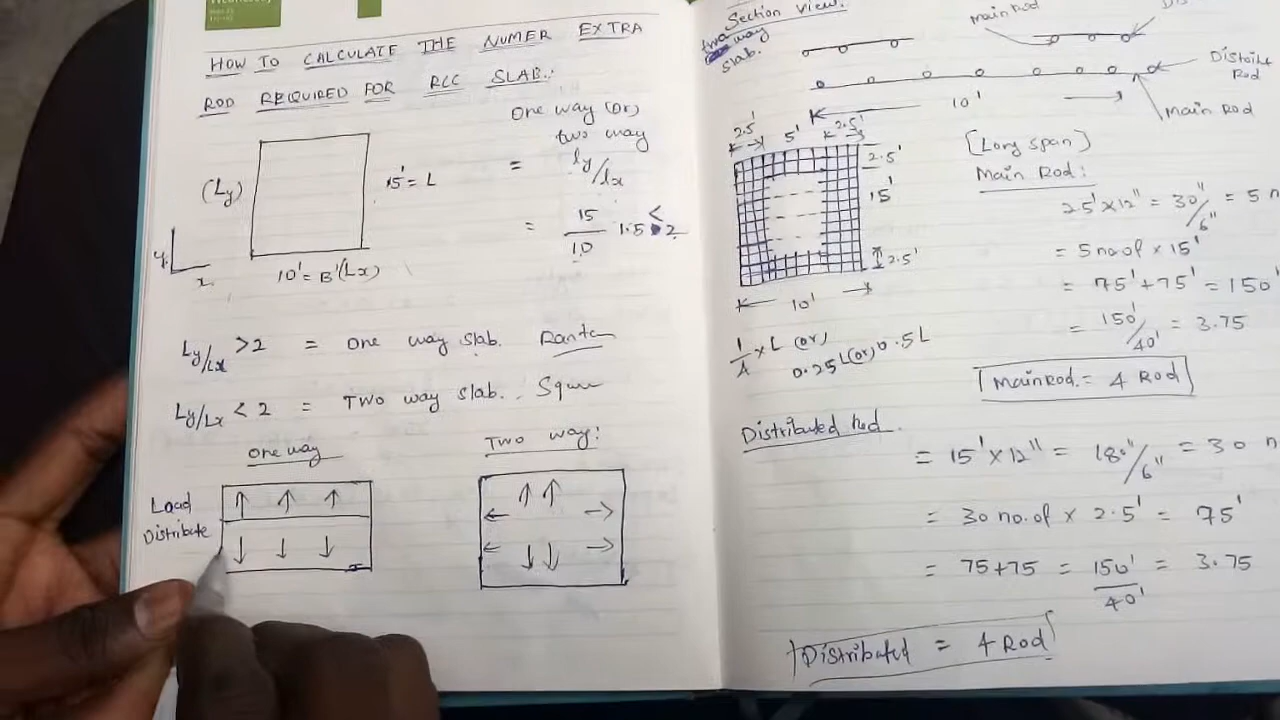 HOW TO CALCULATE THE NUMER EXTRA
ROD REQUIRED FOR RCC SLAB:
one way (or)
two way
(Ly)
15' = L
= ly/lx
= 15/10 1.5 < 2
y
x
10' = B'(Lx)
Ly/Lx >2 = one way slab.
Ly/Lx < 2 = Two way slab.
one way
Two way:
Load
Distribute
Section view.
two way
slab.
main Rod
Rod
main Rod
10'
2.5' 5' 2.5'
2.5'
15'
2.5'
10'
1/4 x L (or)
0.25L (or) 0.5L
[Long span]
Main Rod:
2.5' x 12" = 30"/6" = 5 n
= 5 no of x 15'
= 75' + 75' = 150'
= 150'/40' = 3.75
Main Rod = 4 Rod
Distributed Rod.
= 15' x 12" = 180"/6" = 30 n
= 30 no. of x 2.5' = 75'
= 75+75 = 150'/40' = 3.75
Distributed = 4 Rod